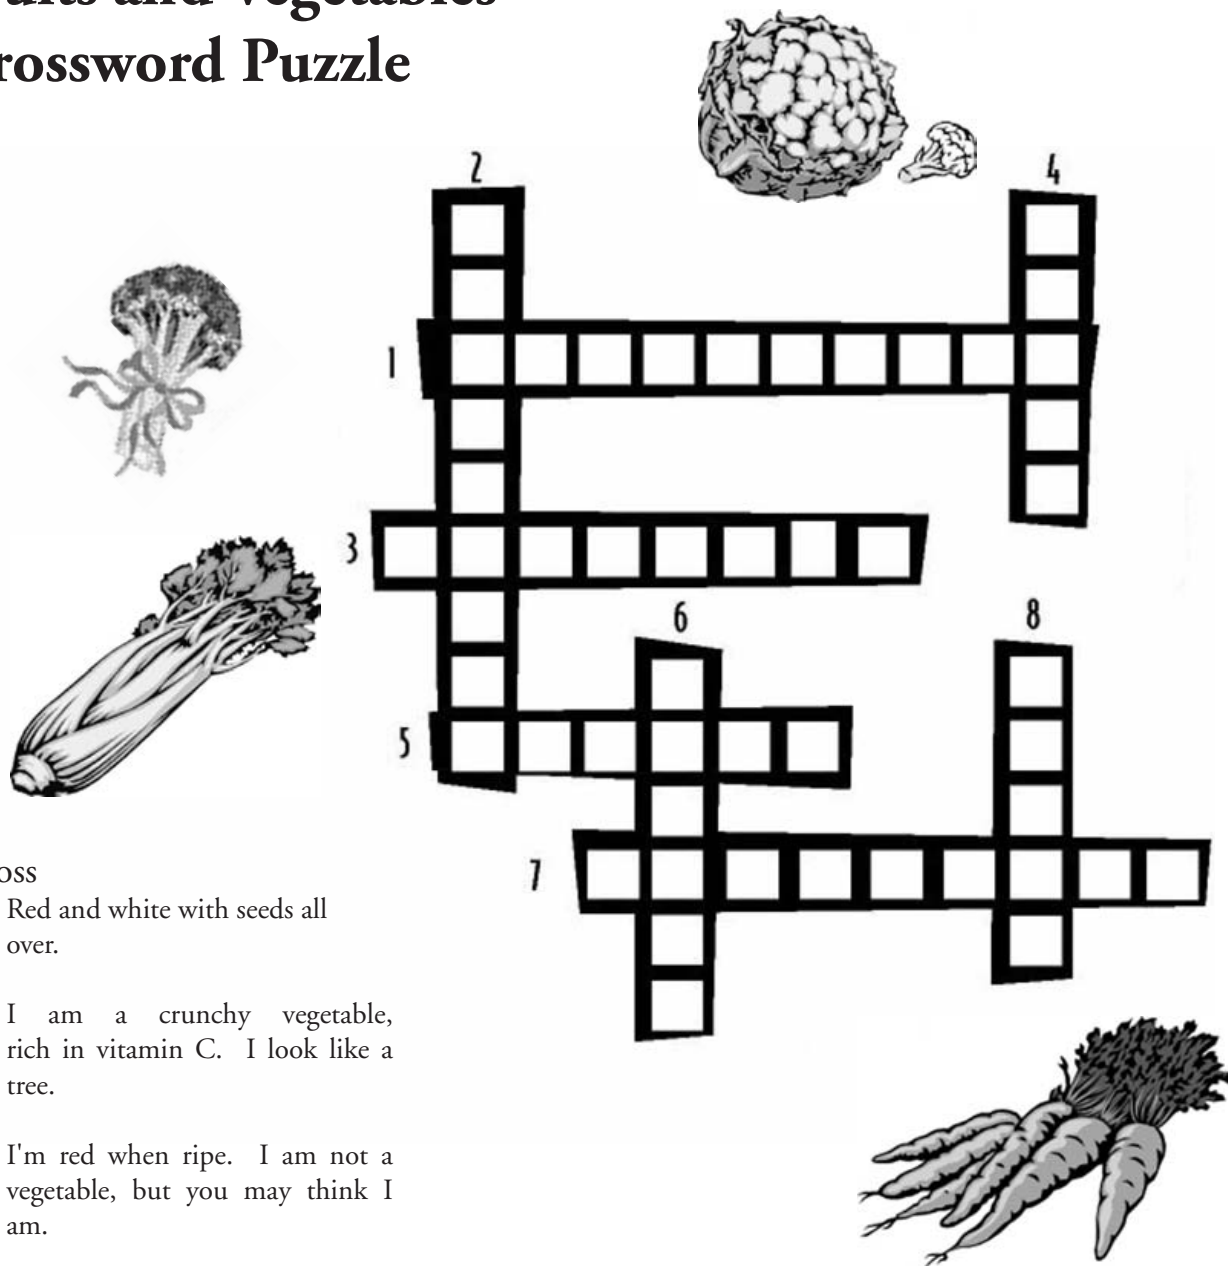 uits and Vegetables
rossword Puzzle
2
4
1
3
6
8
5
7
oss
Red and white with seeds all
over.
I am a crunchy vegetable,
rich in vitamin C. I look like a
tree.
I'm red when ripe. I am not a
vegetable, but you may think I
am.